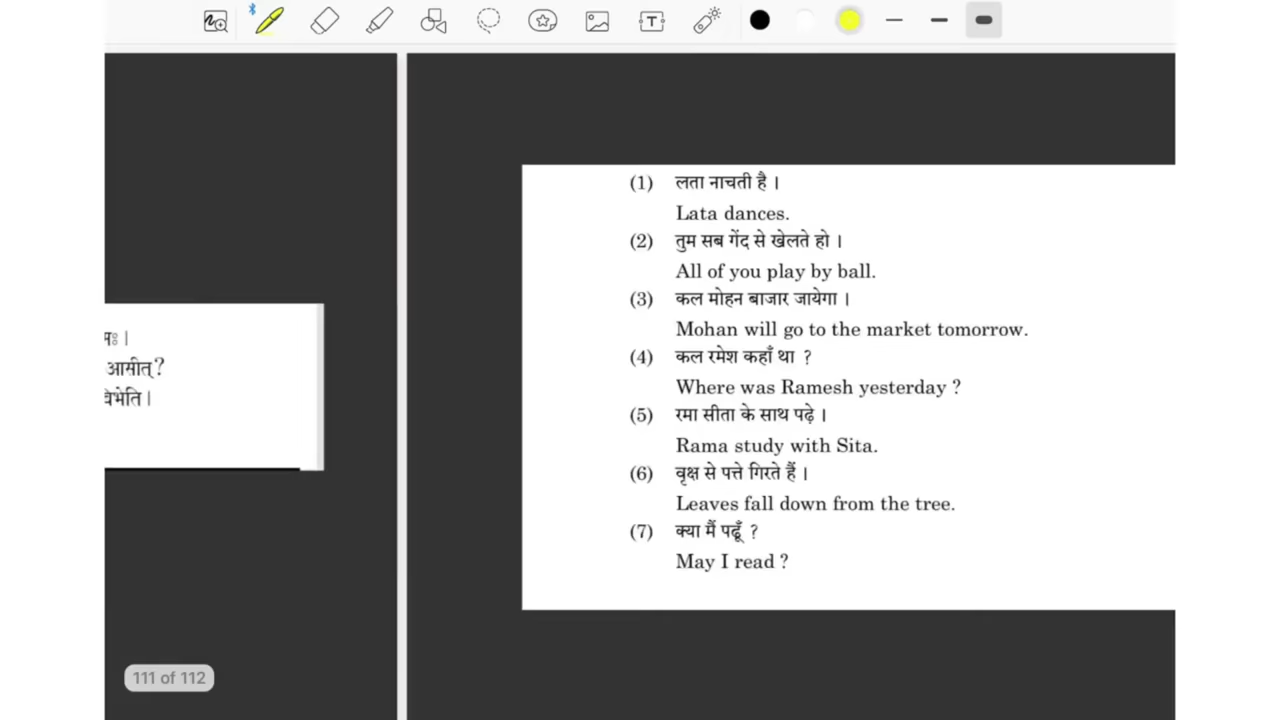 मः।
आसीत्?
बिभेति।
(1) लता नाचती है ।
Lata dances.
(2) तुम सब गेंद से खेलते हो ।
All of you play by ball.
(3) कल मोहन बाजार जायेगा ।
Mohan will go to the market tomorrow.
(4) कल रमेश कहाँ था ?
Where was Ramesh yesterday ?
(5) रमा सीता के साथ पढ़े ।
Rama study with Sita.
(6) वृक्ष से पत्ते गिरते हैं ।
Leaves fall down from the tree.
(7) क्या मैं पढूँ ?
May I read ?
111 of 112